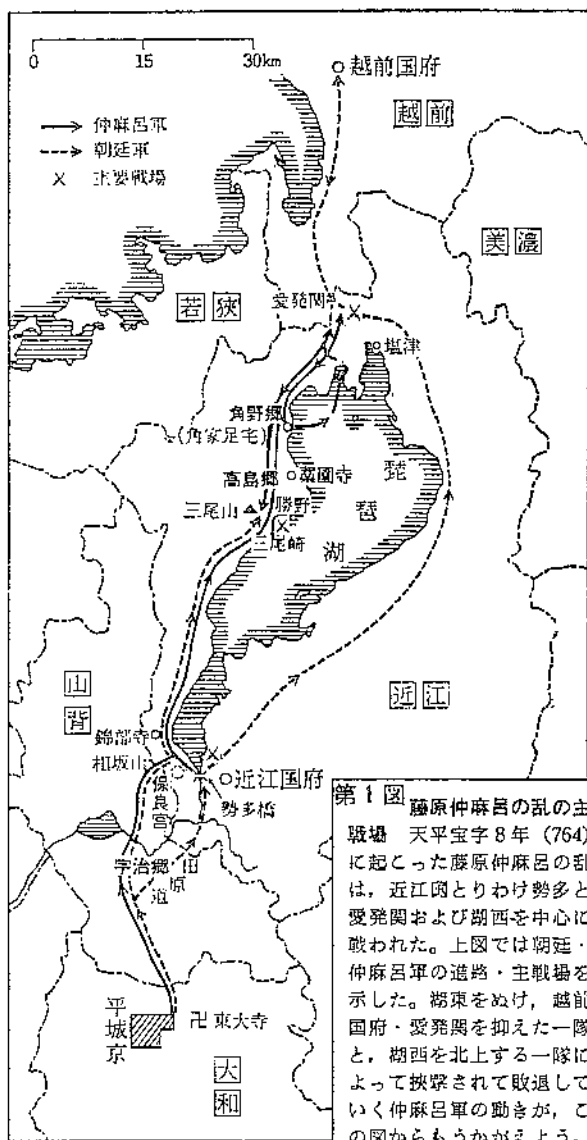 0 15 30km
越前国府
越前
仲麻呂軍
朝廷軍
× 主要戦場
美濃
若狭
愛発関
塩津
角野郷
(角家足宅)
高島郷
三尾山
勝野
三尾崎
琵琶湖
山背
近江
錦部寺
相坂山
保良宮
近江国府
勢多橋
宇治郷
田原道
平城京
卍東大寺
大和
第1図 藤原仲麻呂の乱の主
戦場 天平宝字8年(764)
に起こった藤原仲麻呂の乱
は,近江国とりわけ勢多と
愛発関および湖西を中心に
戦われた。上図では朝廷・
仲麻呂軍の進路・主戦場を
示した。湖東をぬけ,越前
国府・愛発関を抑えた一隊
と,湖西を北上する一隊に
よって挾撃されて敗退して
いく仲麻呂軍の動きが,こ
の図からもうかがえよう。